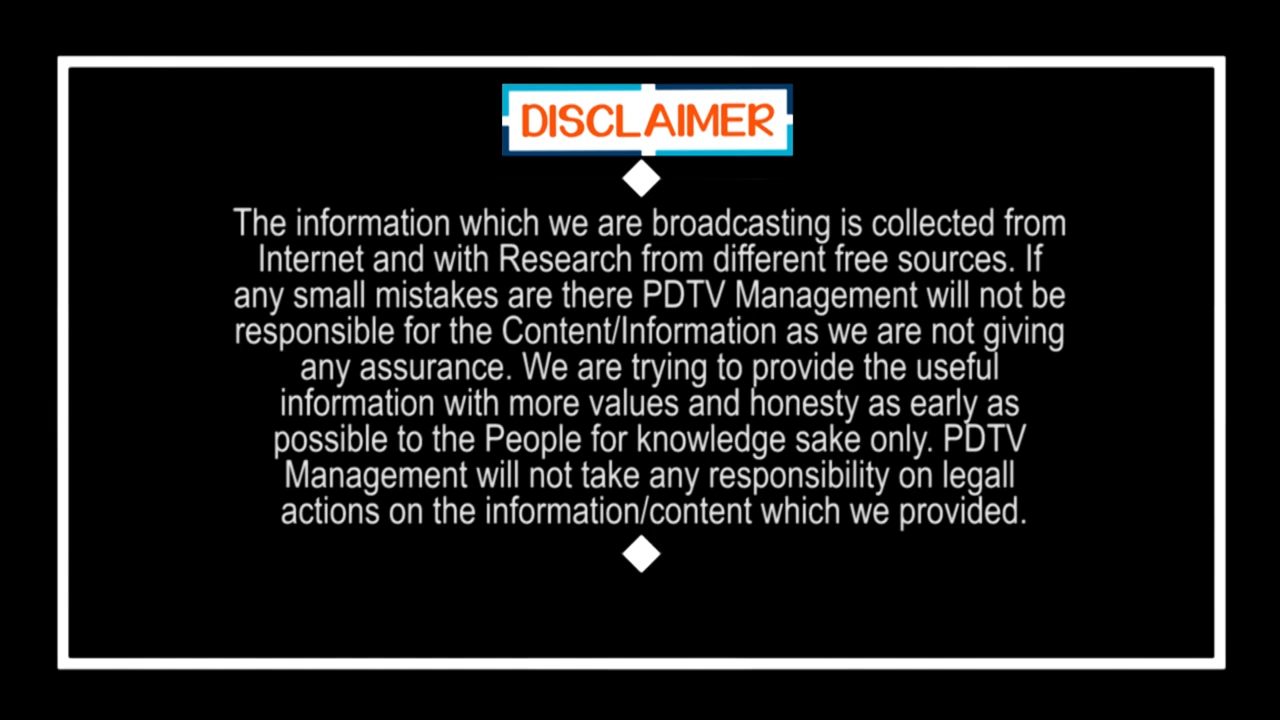 DISCLAIMER
The information which we are broadcasting is collected from
Internet and with Research from different free sources. If
any small mistakes are there PDTV Management will not be
responsible for the Content/Information as we are not giving
any assurance. We are trying to provide the useful
information with more values and honesty as early as
possible to the People for knowledge sake only. PDTV
Management will not take any responsibility on legall
actions on the information/content which we provided.